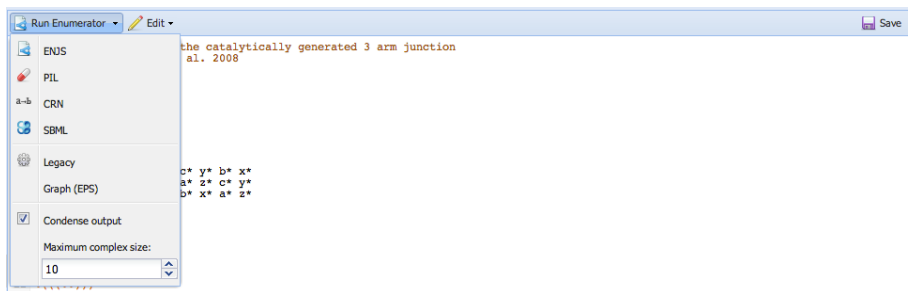 Run Enumerator Edit Save
the catalytically generated 3 arm junction
al. 2008
ENJS
PIL
a→b CRN
SBML
Legacy
c* y* b* x*
a* z* c* y*
Graph (EPS)
b* x* a* z*
Condense output
Maximum complex size:
10